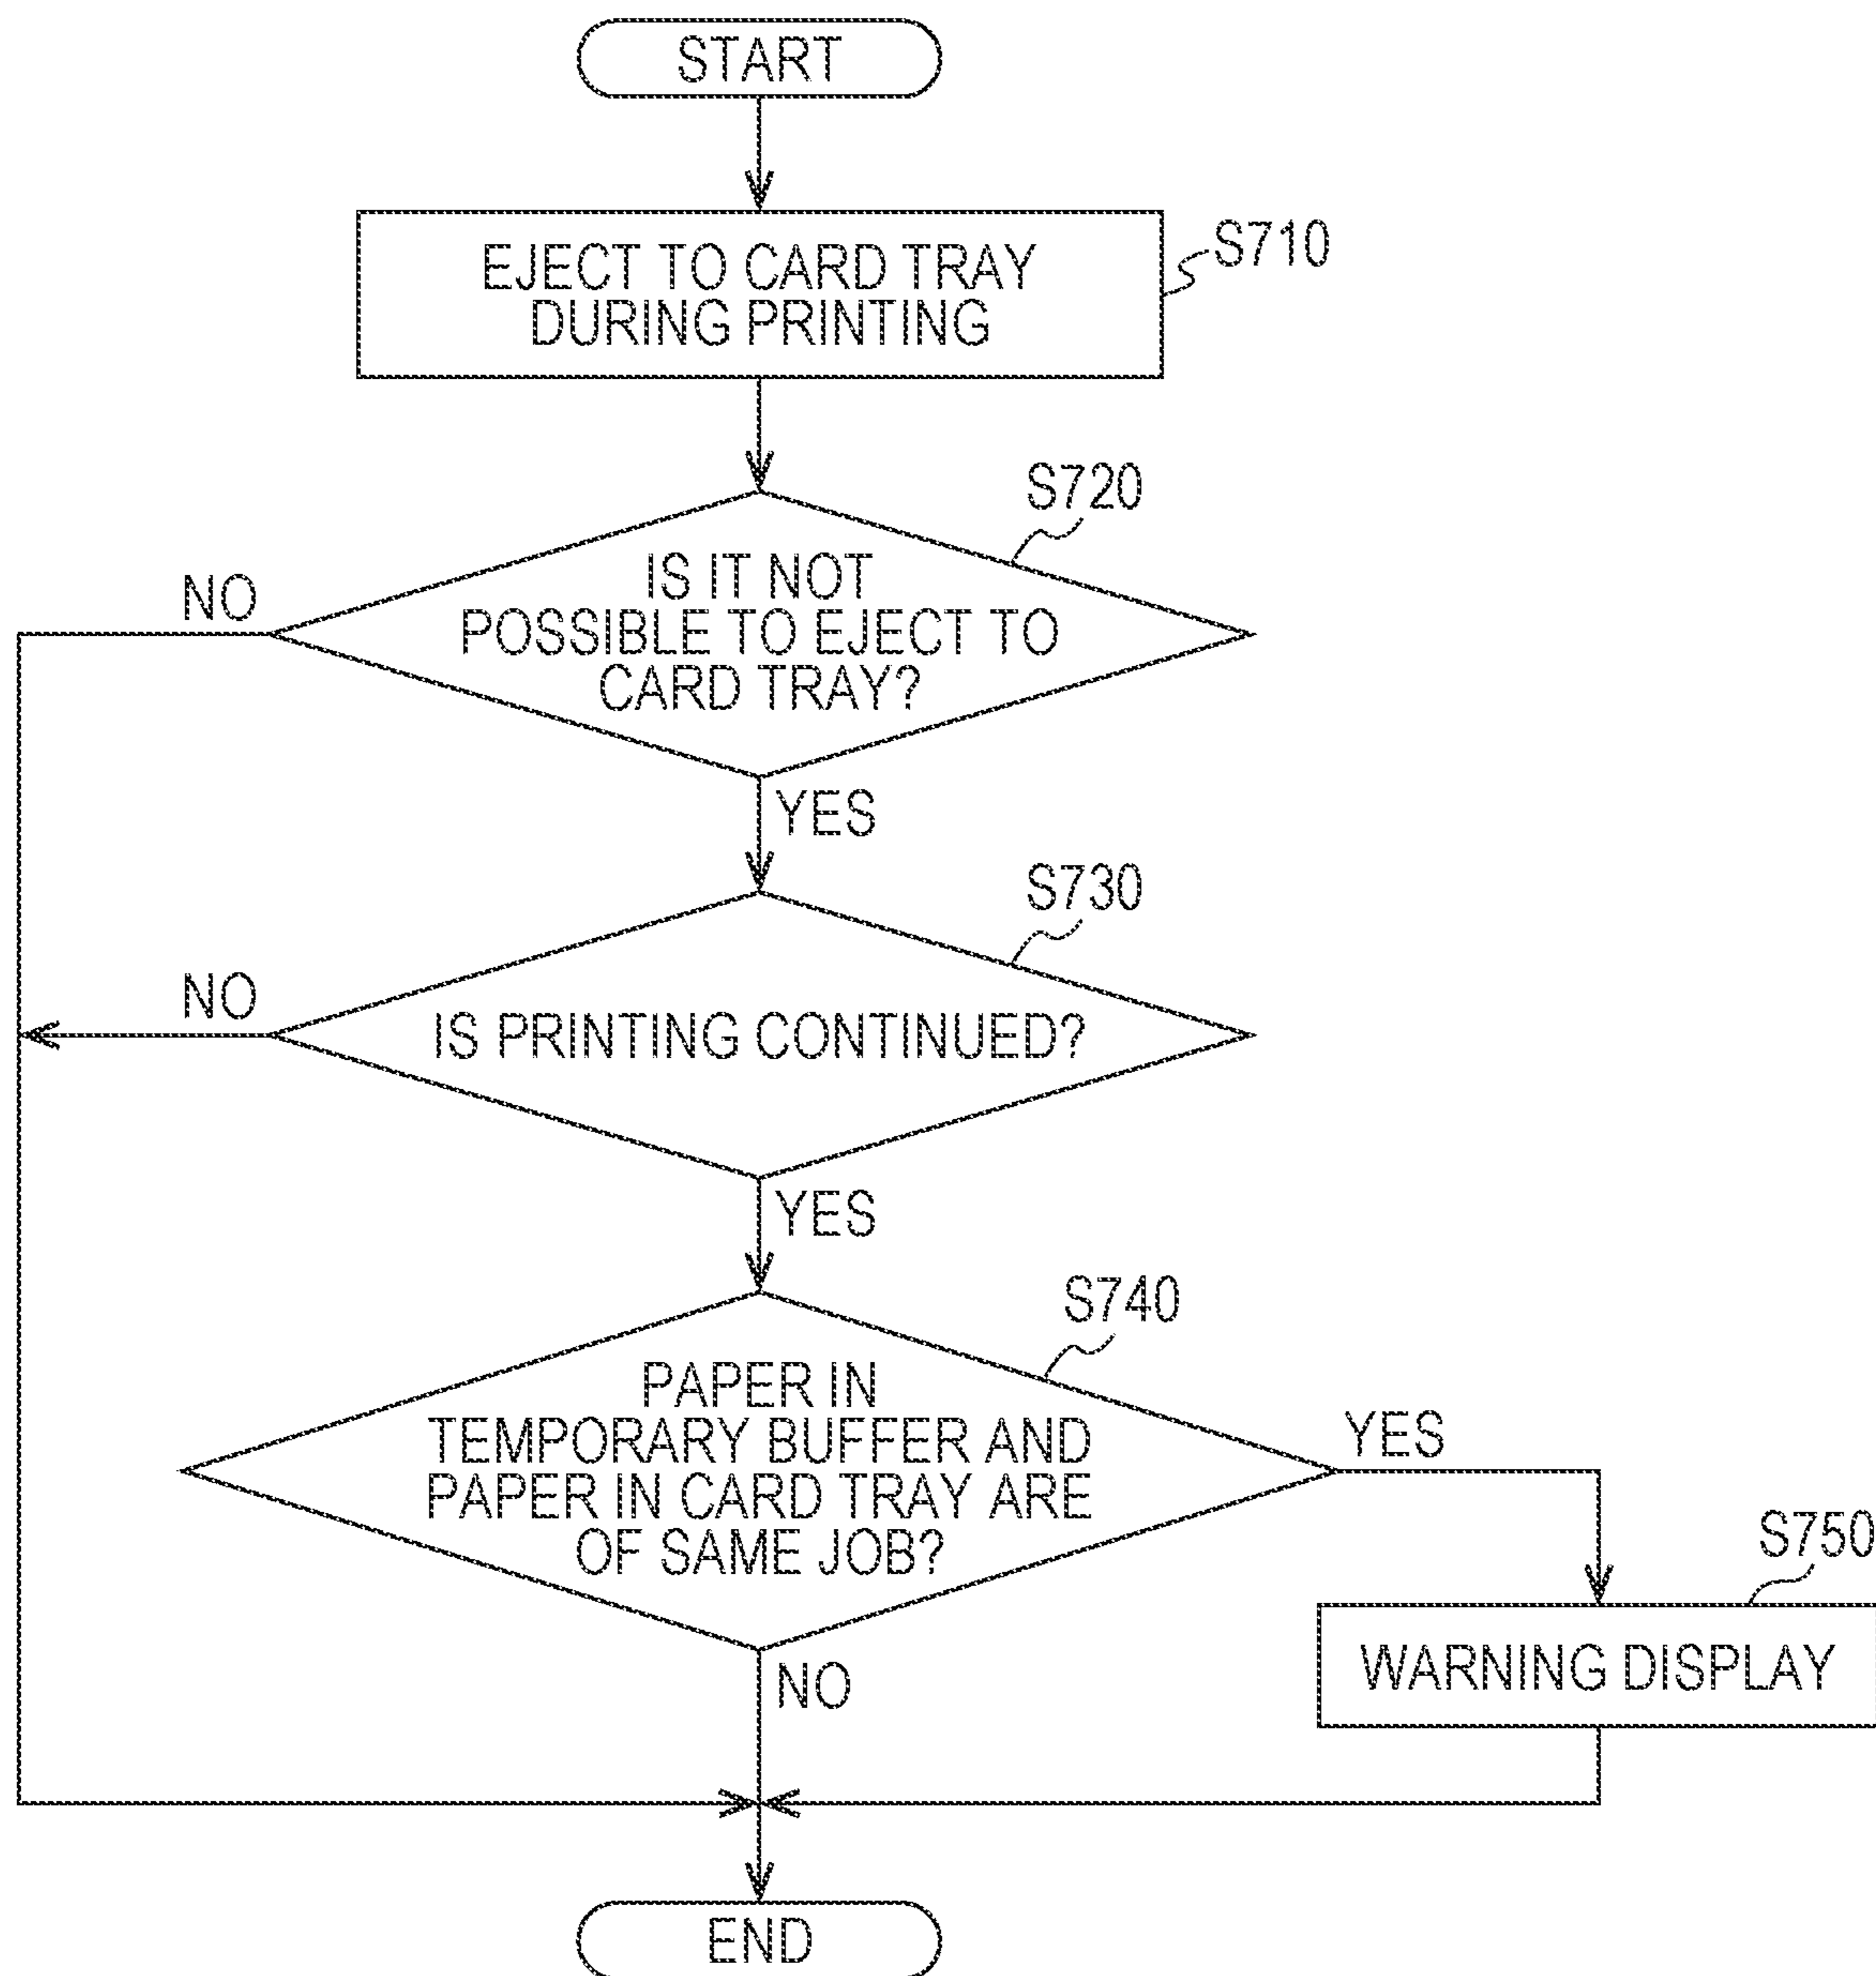 START
EJECT TO CARD TRAY
DURING PRINTING
S710
S720
IS IT NOT
POSSIBLE TO EJECT TO
CARD TRAY?
NO
YES
S730
IS PRINTING CONTINUED?
NO
YES
S740
PAPER IN
TEMPORARY BUFFER AND
PAPER IN CARD TRAY ARE
OF SAME JOB?
YES
NO
S750
WARNING DISPLAY
END